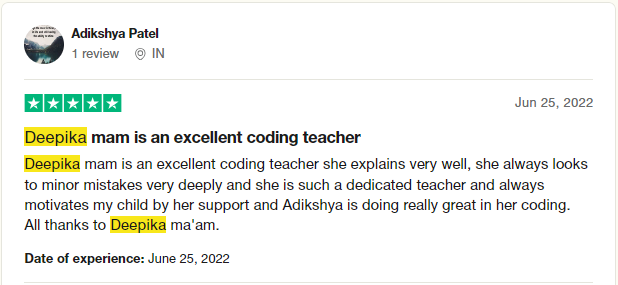 Adikshya Patel
1 review IN
Jun 25, 2022
Deepika mam is an excellent coding teacher
Deepika mam is an excellent coding teacher she explains very well, she always looks
to minor mistakes very deeply and she is such a dedicated teacher and always
motivates my child by her support and Adikshya is doing really great in her coding.
All thanks to Deepika ma'am.
Date of experience: June 25, 2022